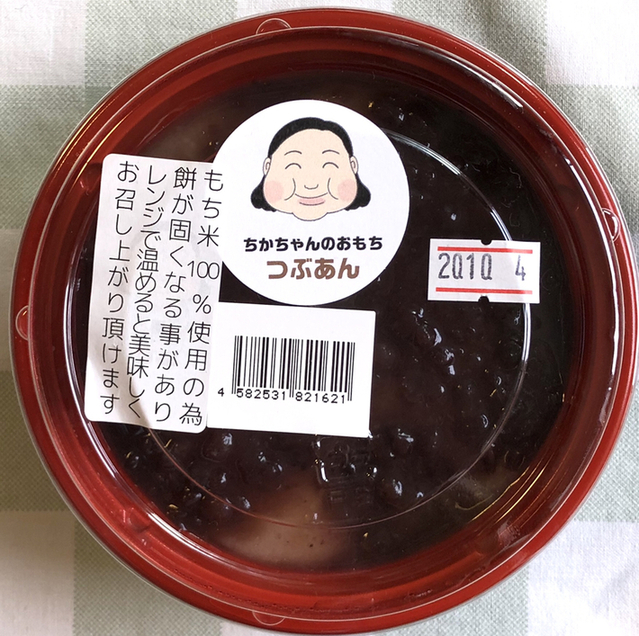 もち米100%使用の為
餅が固くなる事があり
レンジで温めると美味しく
お召し上がり頂けます
ちかちゃんのおもち
つぶあん
2010 4
4 582531 821621